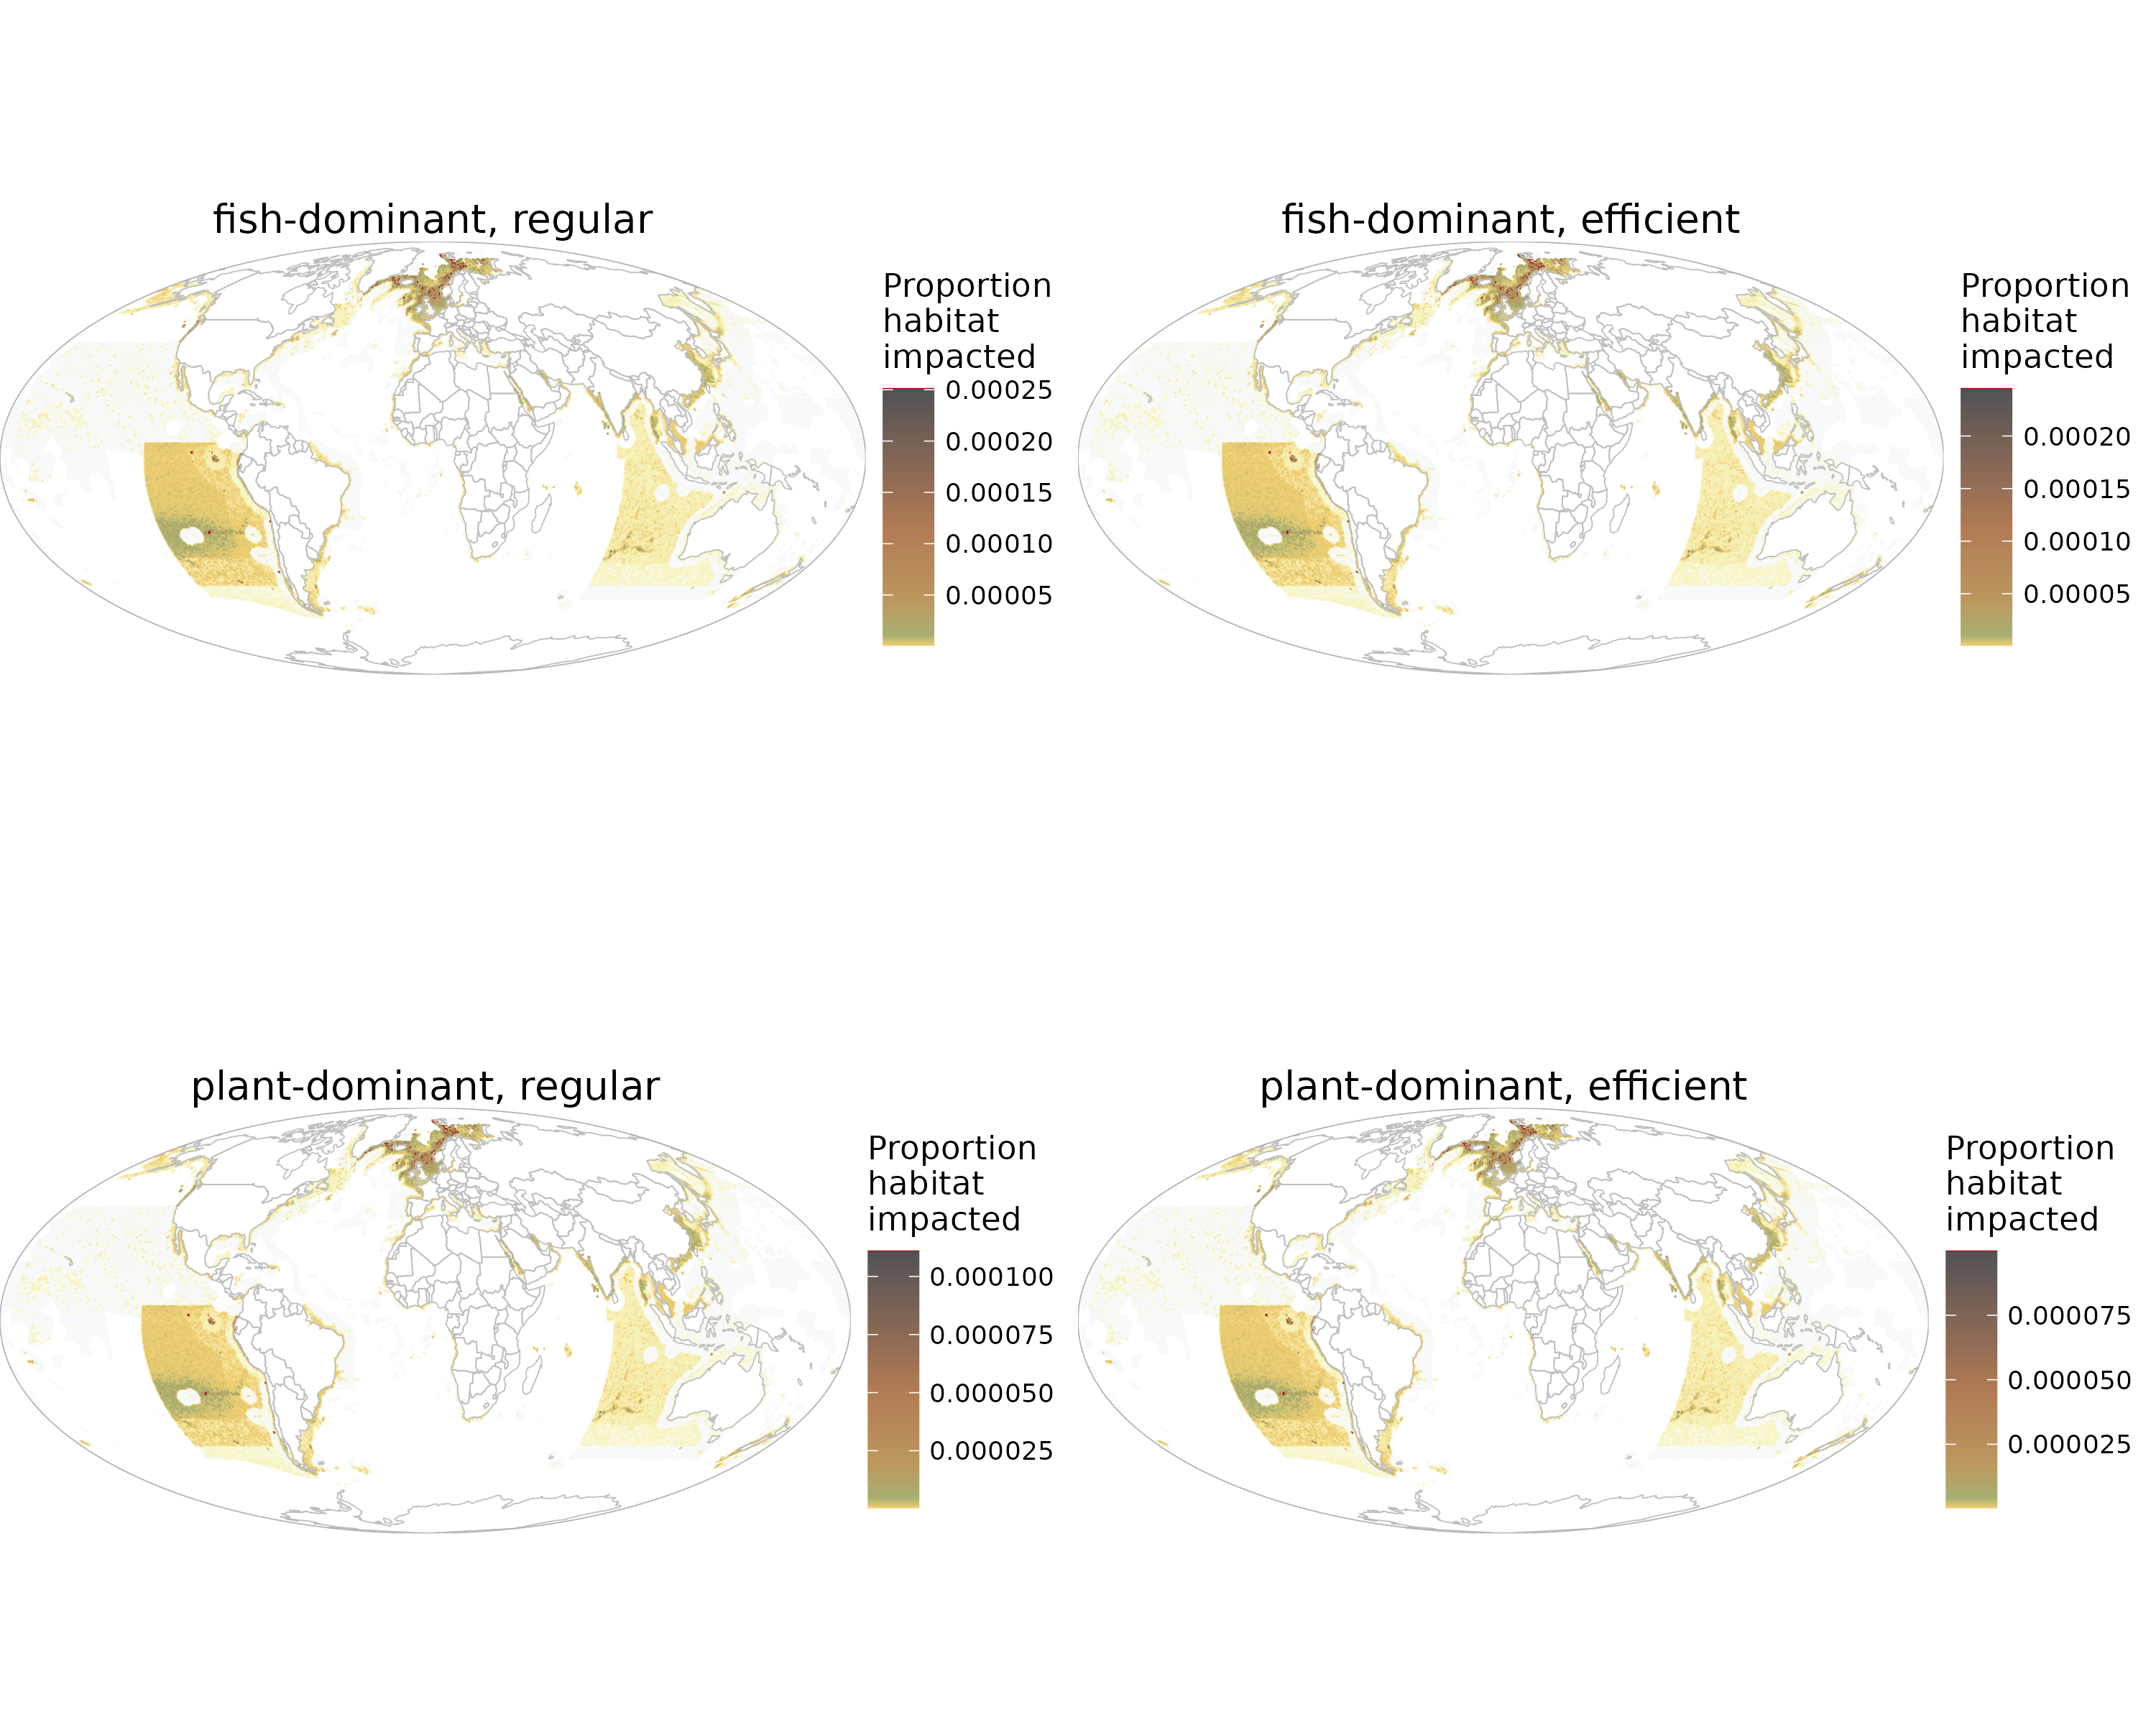 fish-dominant, regular
Proportion
habitat
impacted
0.00025
0.00020
0.00015
0.00010
0.00005
fish-dominant, efficient
Proportion
habitat
impacted
0.00020
0.00015
0.00010
0.00005
plant-dominant, regular
Proportion
habitat
impacted
0.000100
0.000075
0.000050
0.000025
plant-dominant, efficient
Proportion
habitat
impacted
0.000075
0.000050
0.000025